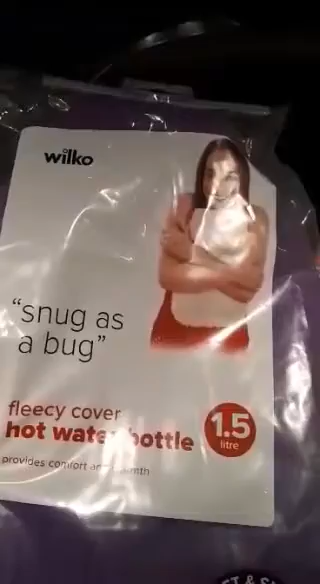 wilko
“snug as
a bug”
fleecy cover
hot water bottle
1.5
litre
provides comfort and warmth